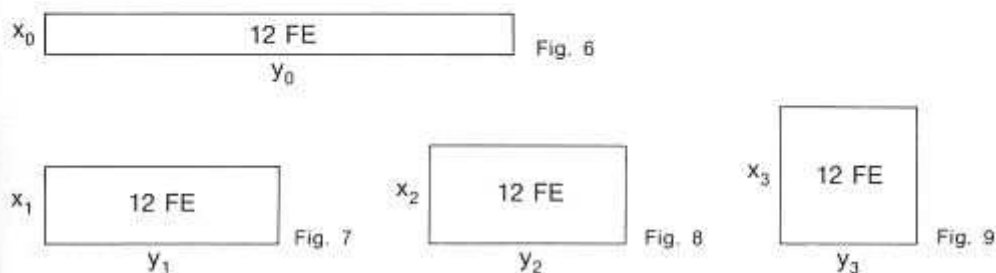 x₀ 12 FE Fig. 6
y₀
x₁ 12 FE Fig. 7
y₁
x₂ 12 FE Fig. 8
y₂
x₃ 12 FE Fig. 9
y₃